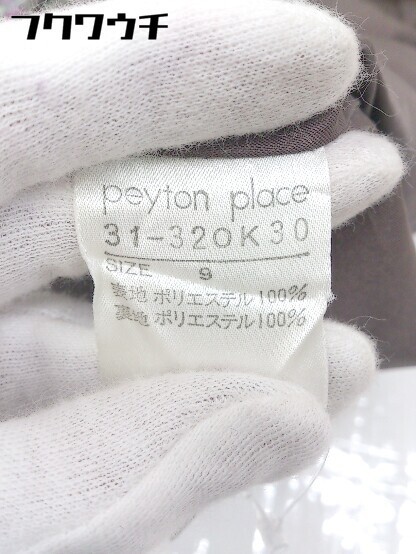 フクワウチ
peyton place
31-320K30
SIZE 9
表地 ポリエステル100%
裏地 ポリエステル100%